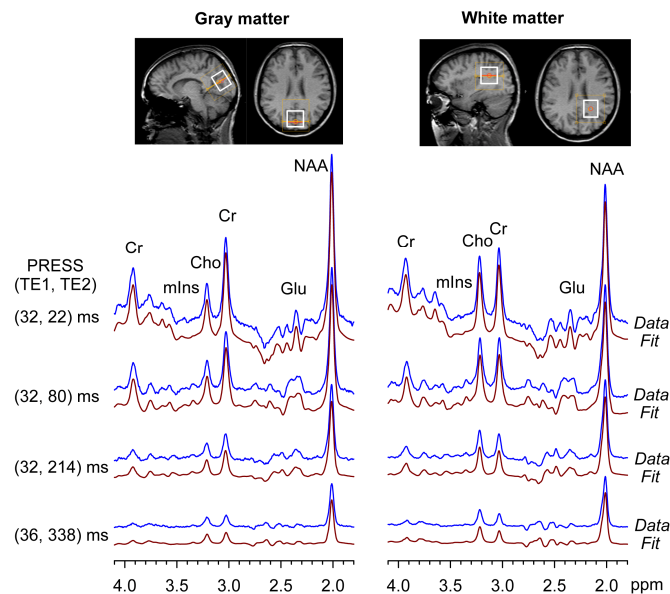 Gray matter
White matter
NAA
NAA
Cr
Cr
Cr
Cr
PRESS
(TE1, TE2)
Cho
Cho
mIns
mIns
Glu
Glu
(32, 22) ms
Data
Fit
(32, 80) ms
Data
Fit
(32, 214) ms
Data
Fit
(36, 338) ms
Data
Fit
4.0 3.5 3.0 2.5 2.0
4.0 3.5 3.0 2.5 2.0 ppm